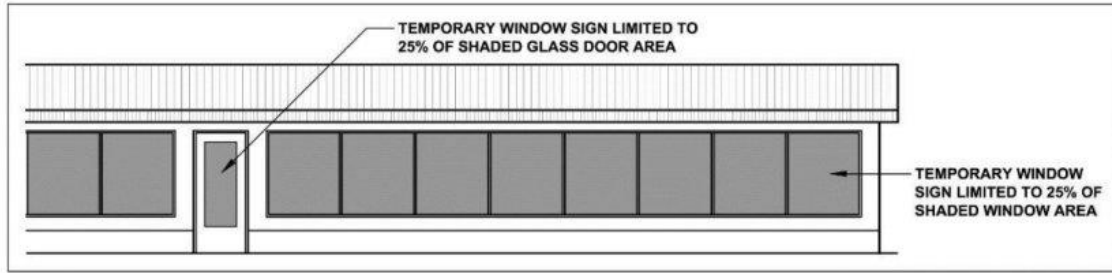 TEMPORARY WINDOW SIGN LIMITED TO
25% OF SHADED GLASS DOOR AREA
TEMPORARY WINDOW
SIGN LIMITED TO 25% OF
SHADED WINDOW AREA